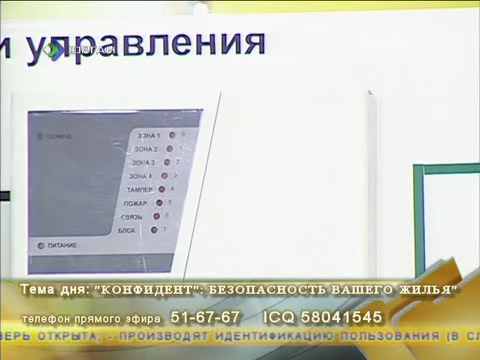 и управления
ЮРГАН
ЗОНА 1
ЗОНА 2
ЗОНА 3
ЗОНА 4
ТАМПЕР
ПОЖАР
СВЯЗЬ
БЛОК
ПИТАНИЕ
Тема дня: "КОНФИДЕНТ": БЕЗОПАСНОСТЬ ВАШЕГО ЖИЛЬЯ"
телефон прямого эфира 51-67-67 ICQ 58041545
ВЕРЬ ОТКРЫТА, - ПРОИЗВОДЯТ ИДЕНТИФИКАЦИЮ ПОЛЬЗОВАНИЯ (В СЛ